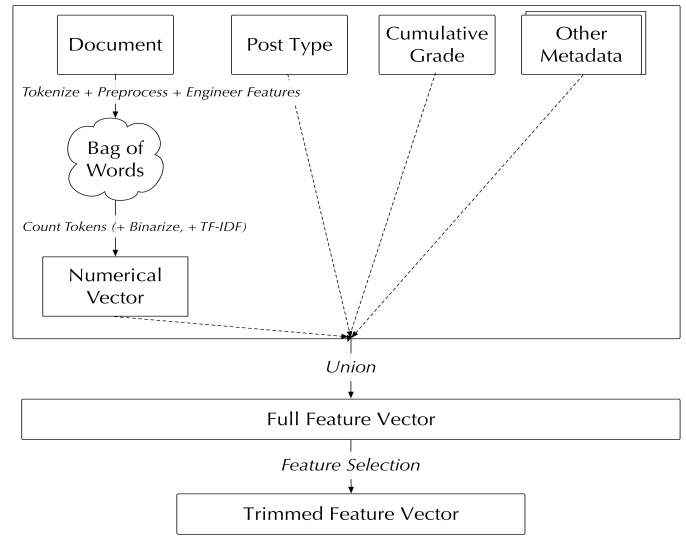 Document
Post Type
Cumulative
Grade
Other
Metadata
Tokenize + Preprocess + Engineer Features
Bag of
Words
Count Tokens (+ Binarize, + TF-IDF)
Numerical
Vector
Union
Full Feature Vector
Feature Selection
Trimmed Feature Vector